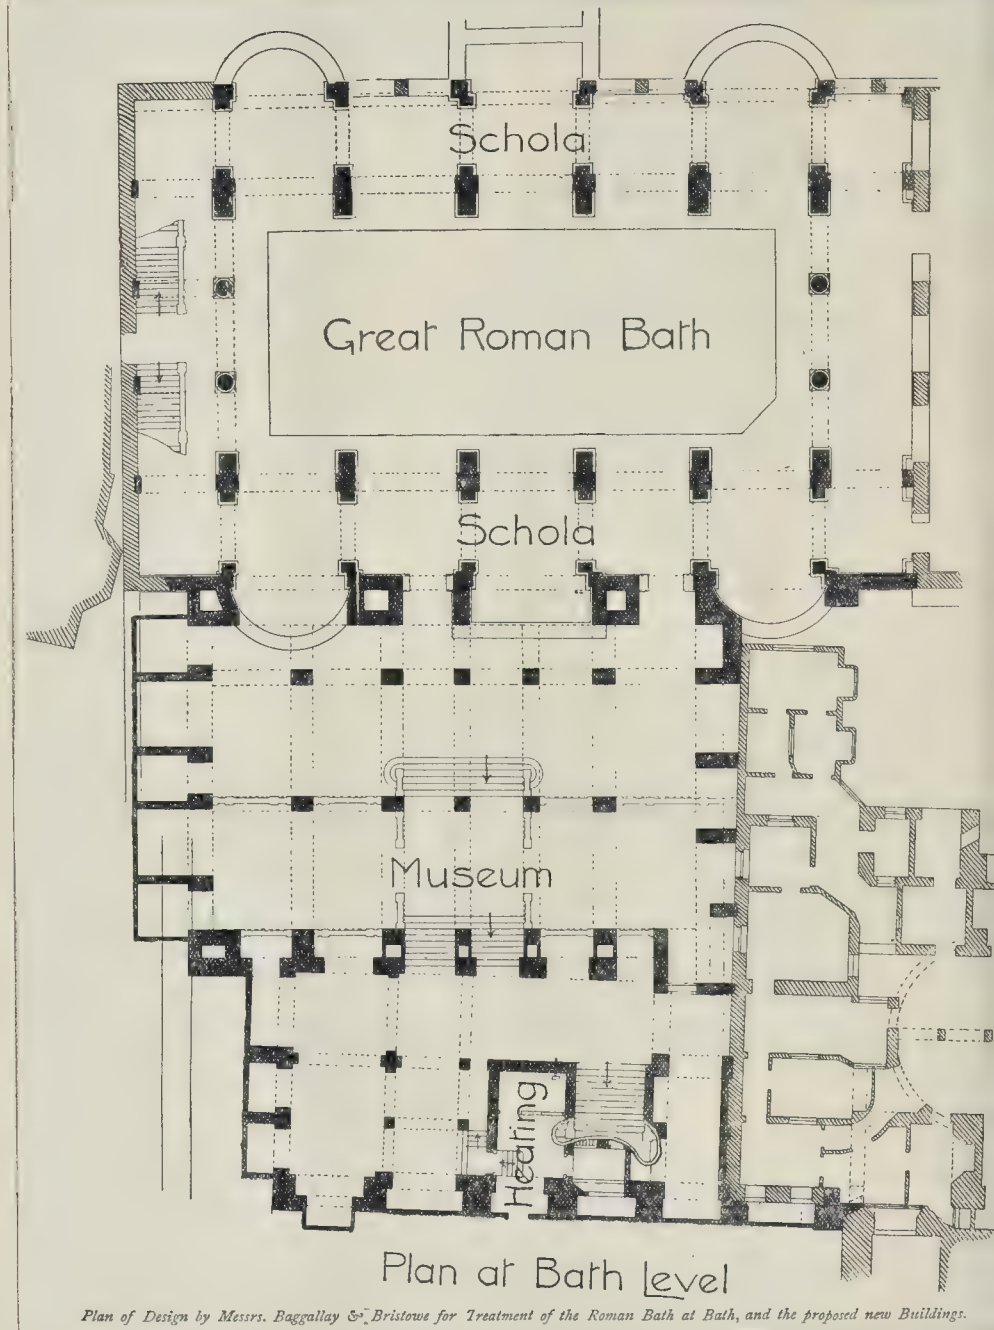 Schola
Great Roman Bath
Schola
Museum
Heating
Plan at Bath Level
Plan of Design by Messrs. Baggallay & Bristowe for Treatment of the Roman Bath at Bath, and the proposed new Buildings.